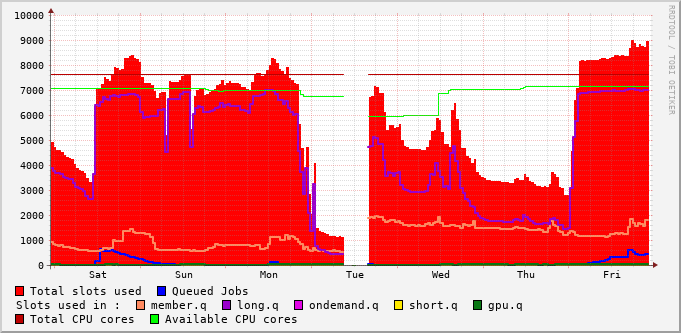 10000
9000
8000
7000
6000
5000
4000
3000
2000
1000
0
Sat Sun Mon Tue Wed Thu Fri
RRDTOOL / TOBI OETIKER
Total slots used Queued Jobs
Slots used in : member.q long.q ondemand.q short.q gpu.q
Total CPU cores Available CPU cores